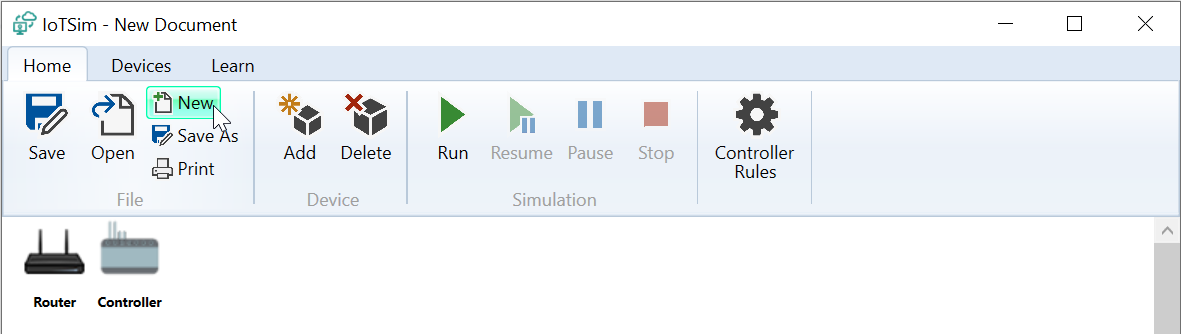 IoTSim - New Document
Home Devices Learn
New
Save As
Print
Save Open Add Delete Run Resume Pause Stop Controller Rules
File Device Simulation
Router Controller